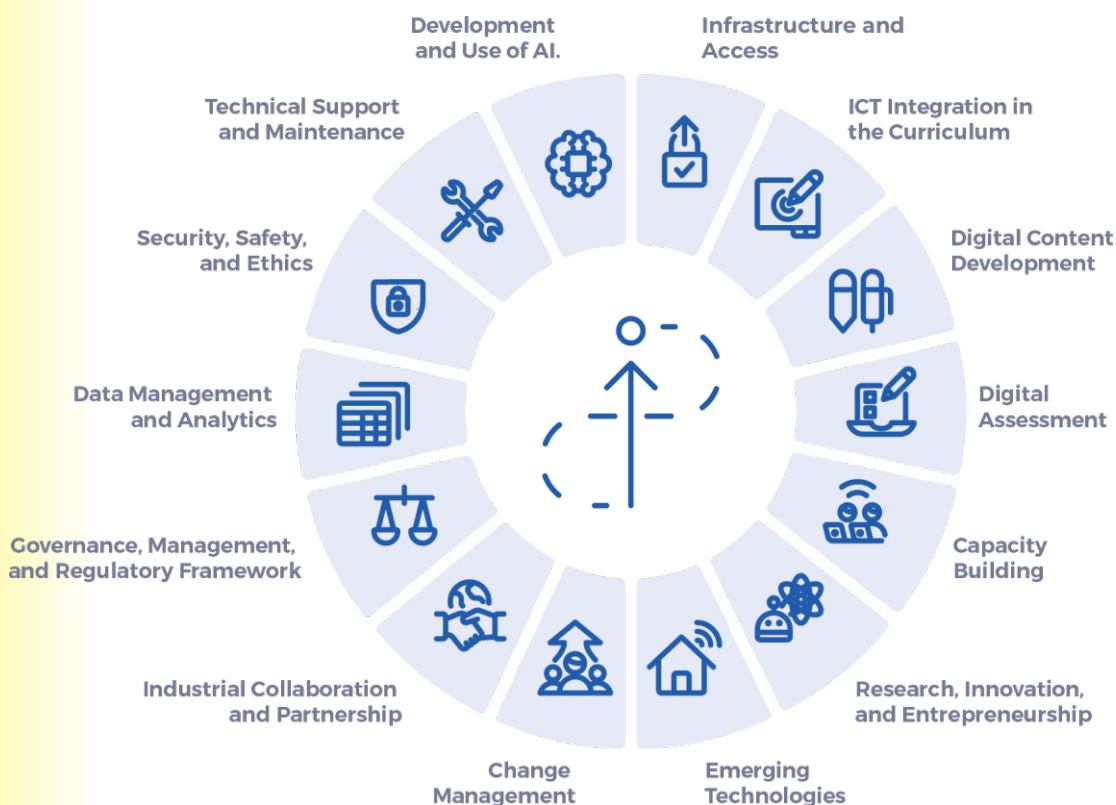 Development
and Use of AI.
Infrastructure and
Access
Technical Support
and Maintenance
ICT Integration in
the Curriculum
Security, Safety,
and Ethics
Digital Content
Development
Data Management
and Analytics
Digital
Assessment
Governance, Management,
and Regulatory Framework
Capacity
Building
Industrial Collaboration
and Partnership
Research, Innovation,
and Entrepreneurship
Change
Management
Emerging
Technologies